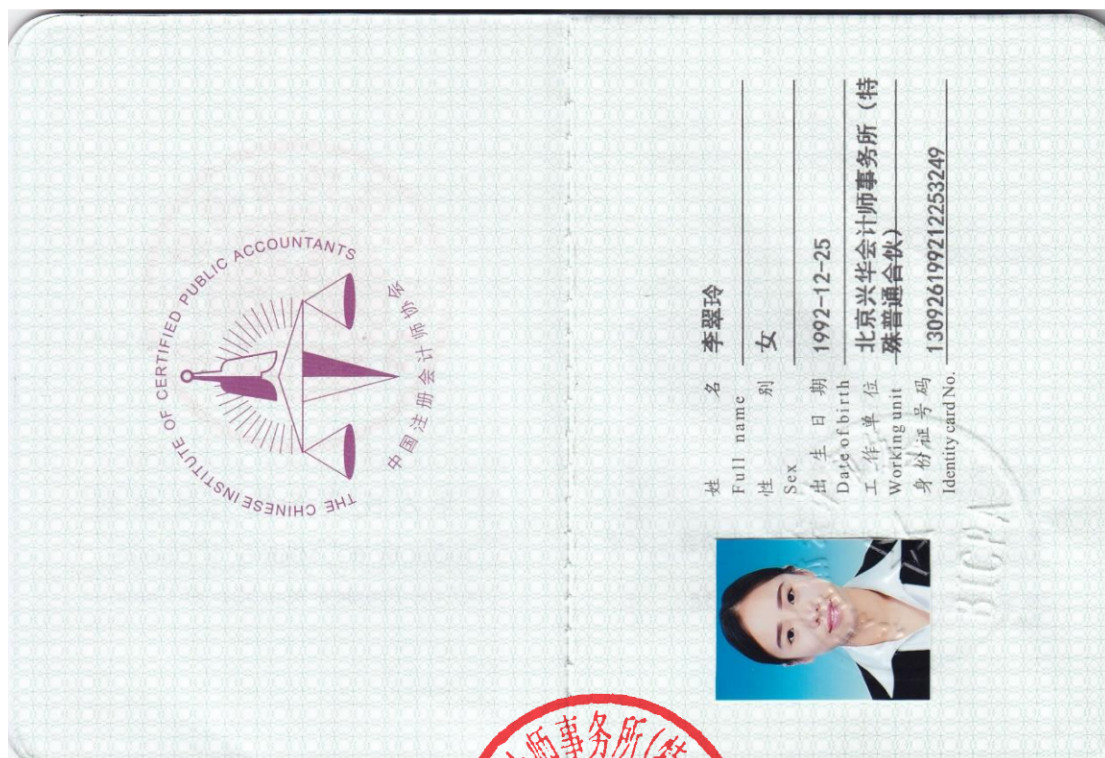 THE CHINESE INSTITUTE OF CERTIFIED PUBLIC ACCOUNTANTS
中国注册会计师协会
姓 名 李翠玲
Full name
性 别 女
Sex
出生日期 1992-12-25
Date of birth
工作单位 北京兴华会计师事务所（特
Working unit 殊普通合伙）
身份证号码 130926199212253249
Identity card No.
BICPA
师事务所(特